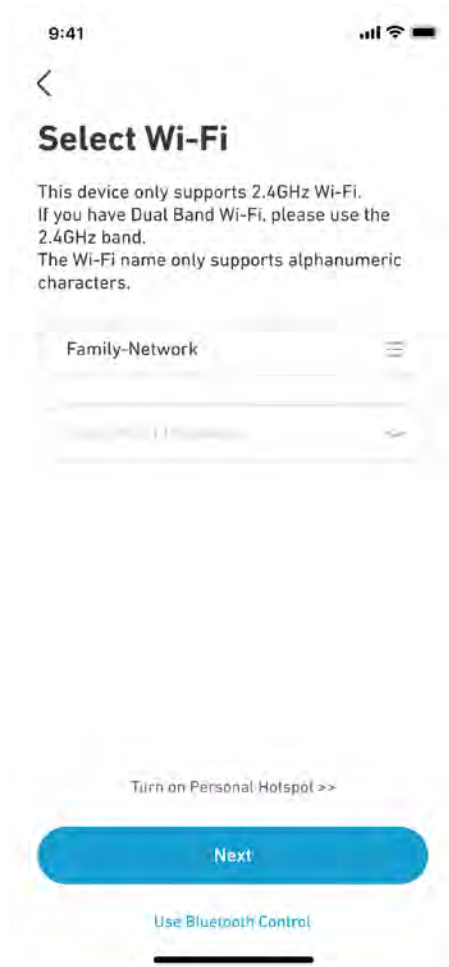 9:41
Select Wi-Fi
This device only supports 2.4GHz Wi-Fi.
If you have Dual Band Wi-Fi, please use the
2.4GHz band.
The Wi-Fi name only supports alphanumeric
characters.
Family-Network
Turn on Personal Hotspot >>
Next
Use Bluetooth Control